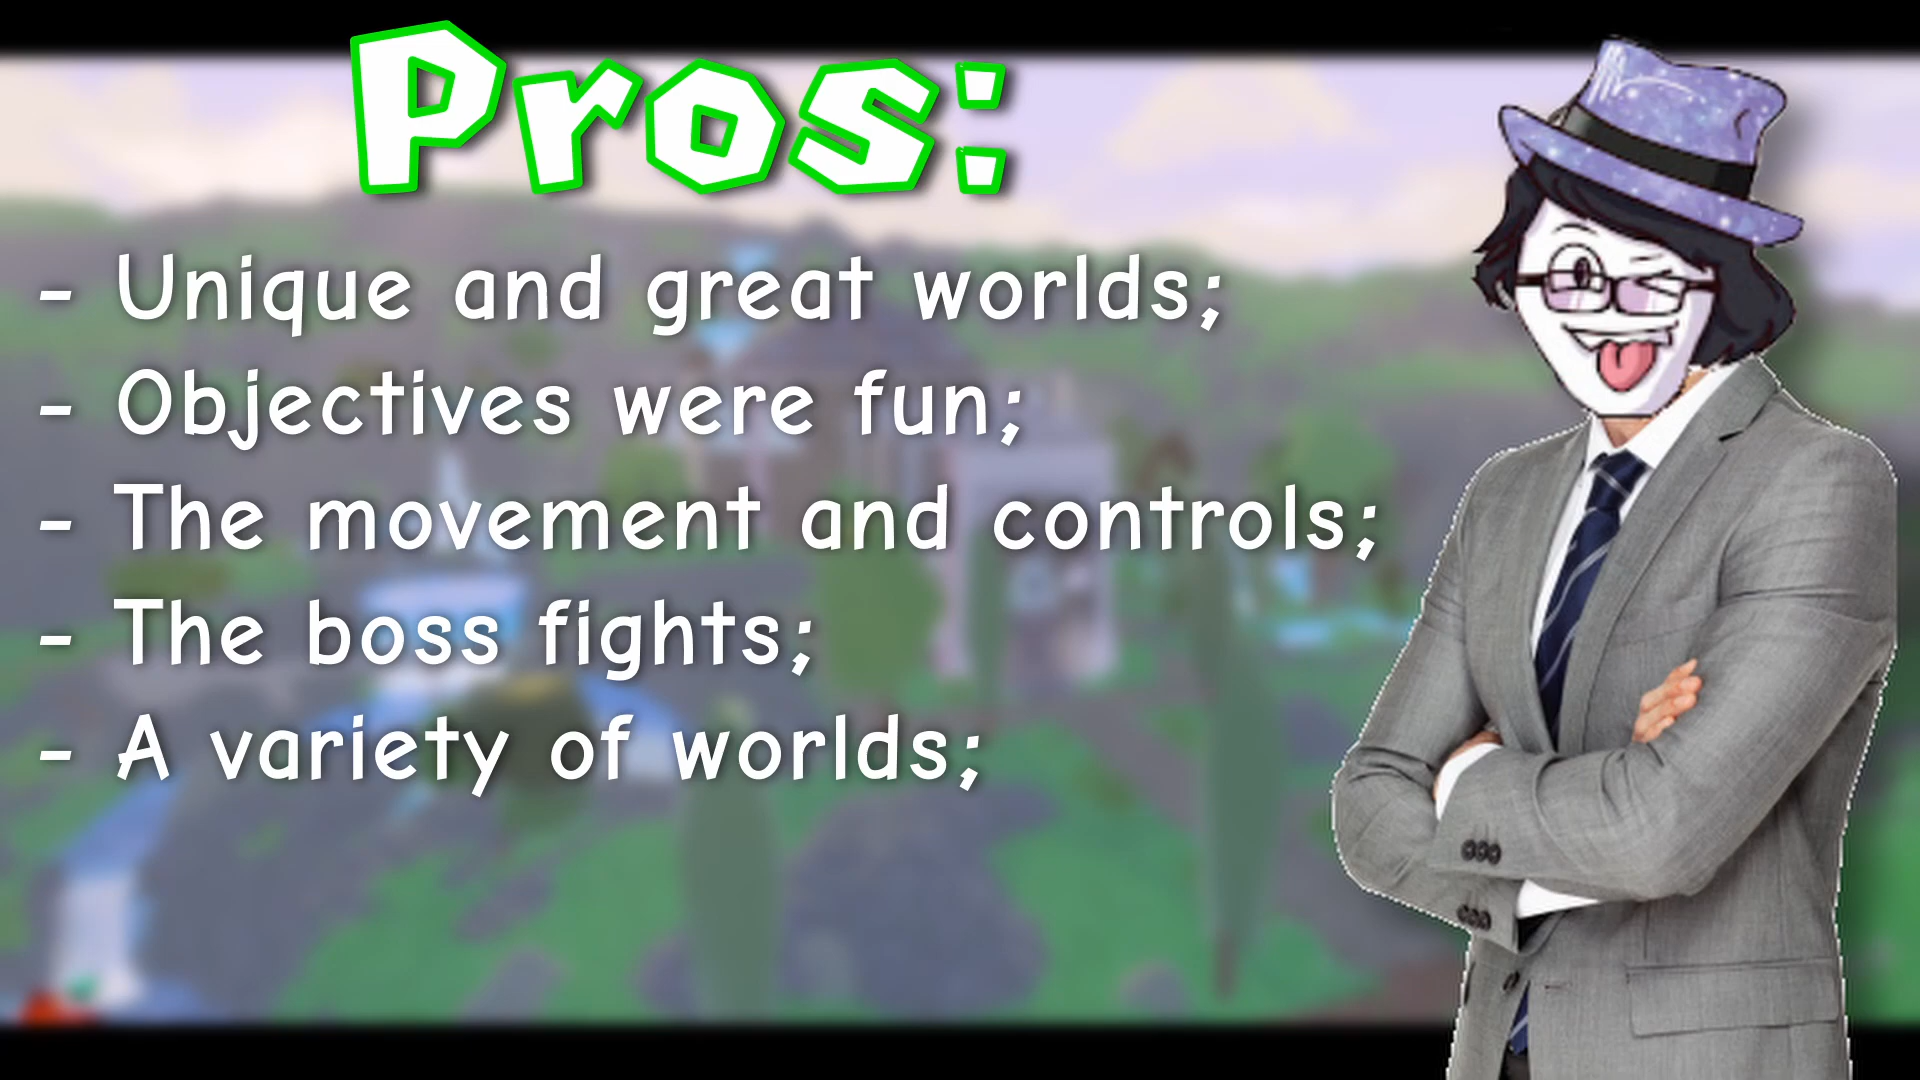 Pros:
- Unique and great worlds;
- Objectives were fun;
- The movement and controls;
- The boss fights;
- A variety of worlds;